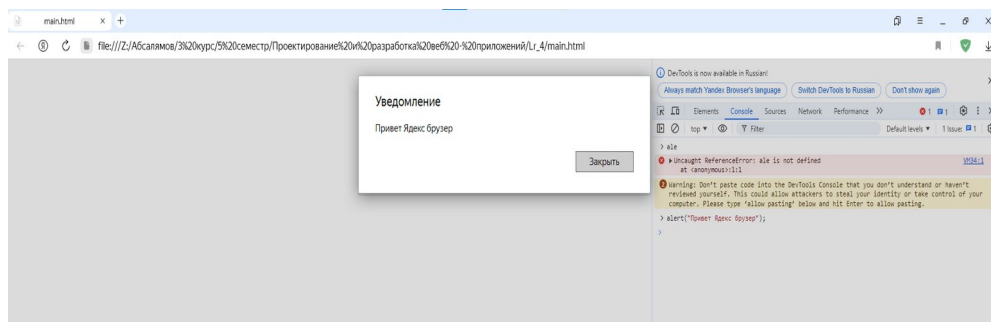 main.html
file:///Z:/Абсалямов/3%20курс/5%20семестр/Проектирование%20и%20разработка%20веб%20-%20приложений/Lr_4/main.html
Уведомление
Привет Ядекс брузер
Закрыть
DevTools is now available in Russian!
Always match Yandex Browser's language Switch DevTools to Russian Don't show again
Elements Console Sources Network Performance 1 1
top Filter Default levels 1 Issue: 1
> ale
Uncaught ReferenceError: ale is not defined VM34:1
at <anonymous>:1:1
2 Warning: Don't paste code into the DevTools Console that you don't understand or haven't
reviewed yourself. This could allow attackers to steal your identity or take control of your
computer. Please type 'allow pasting' below and hit Enter to allow pasting.
> alert("Привет Ядекс брузер");
>